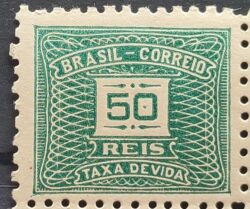 BRASIL-CORREIO
50
REIS
TAXA DEVIDA